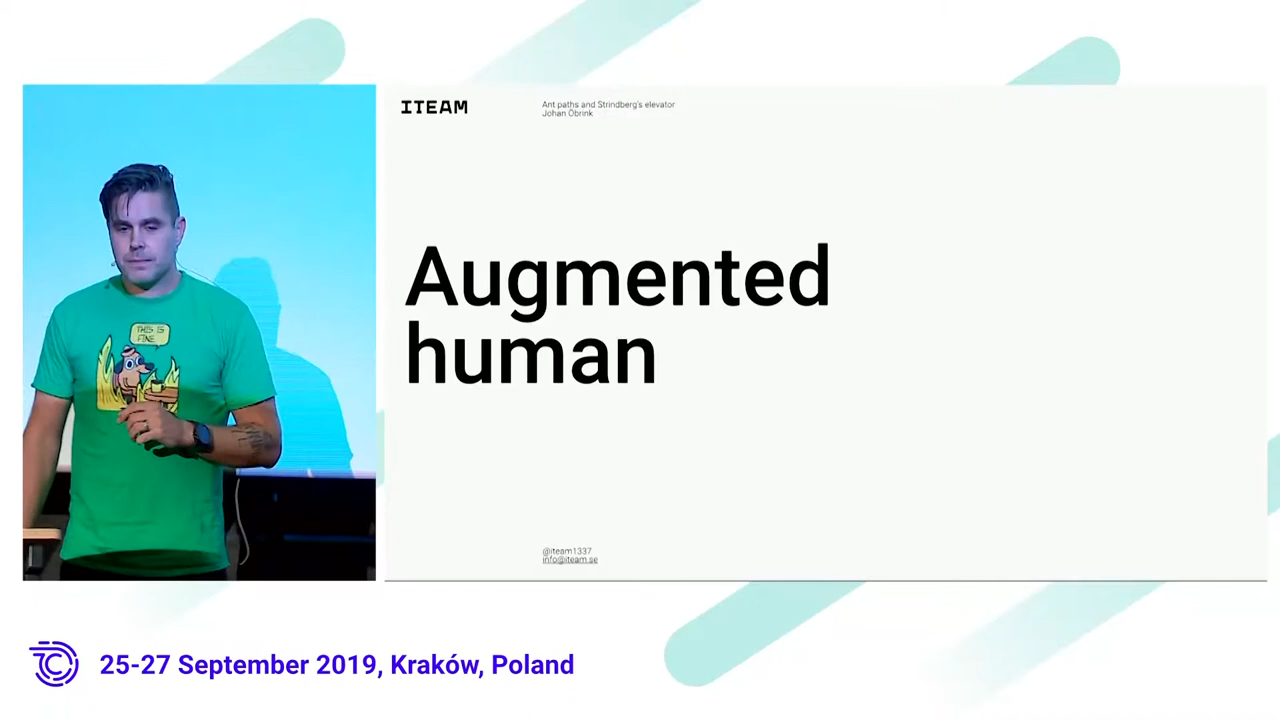 ITEAM
Ant paths and Strindberg's elevator
Johan Öbrink
THIS IS
FINE
Augmented
human
@iteam1337
info@iteam.se
25-27 September 2019, Kraków, Poland